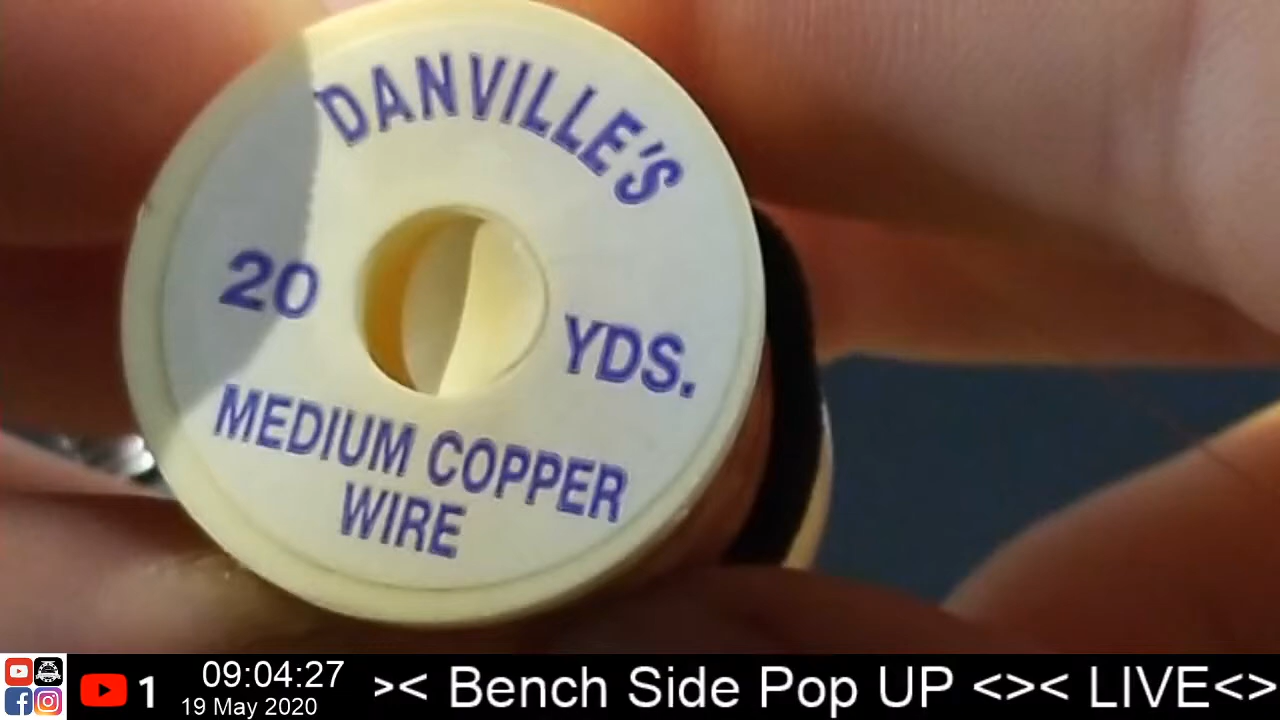 DANVILLE'S
20 YDS.
MEDIUM COPPER
WIRE
1 09:04:27 >< Bench Side Pop UP <>< LIVE<>
19 May 2020